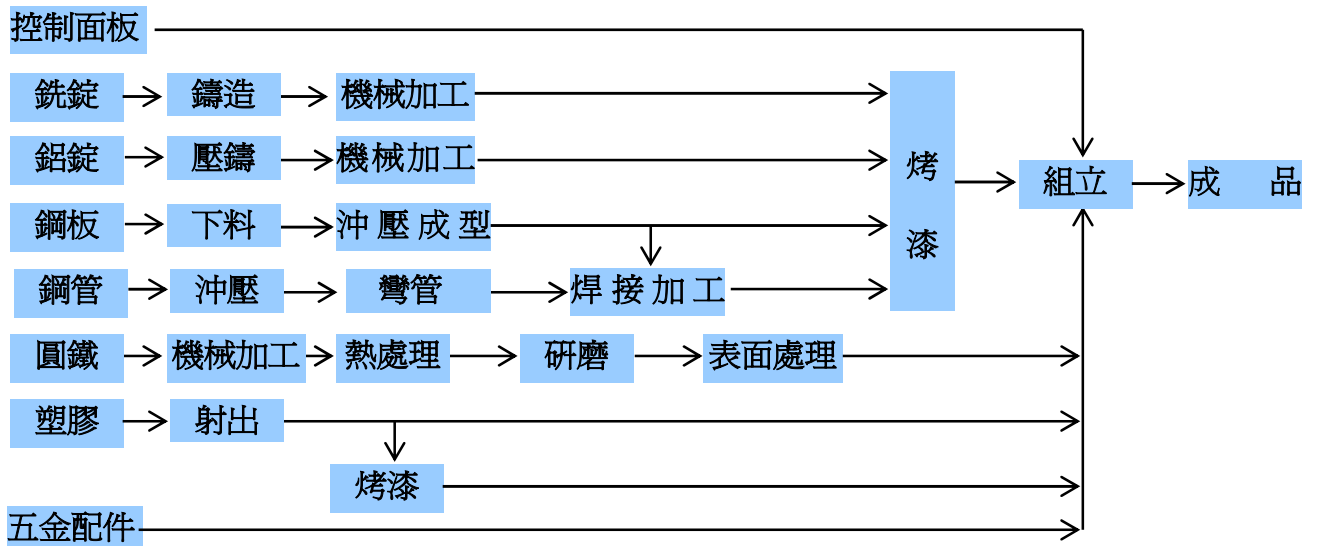 控制面板
銑錠 鑄造 機械加工
鋁錠 壓鑄 機械加工
烤漆
組立 成 品
鋼板 下料 沖壓成型
鋼管 沖壓 彎管 焊接加工
圓鐵 機械加工 熱處理 研磨 表面處理
塑膠 射出
烤漆
五金配件